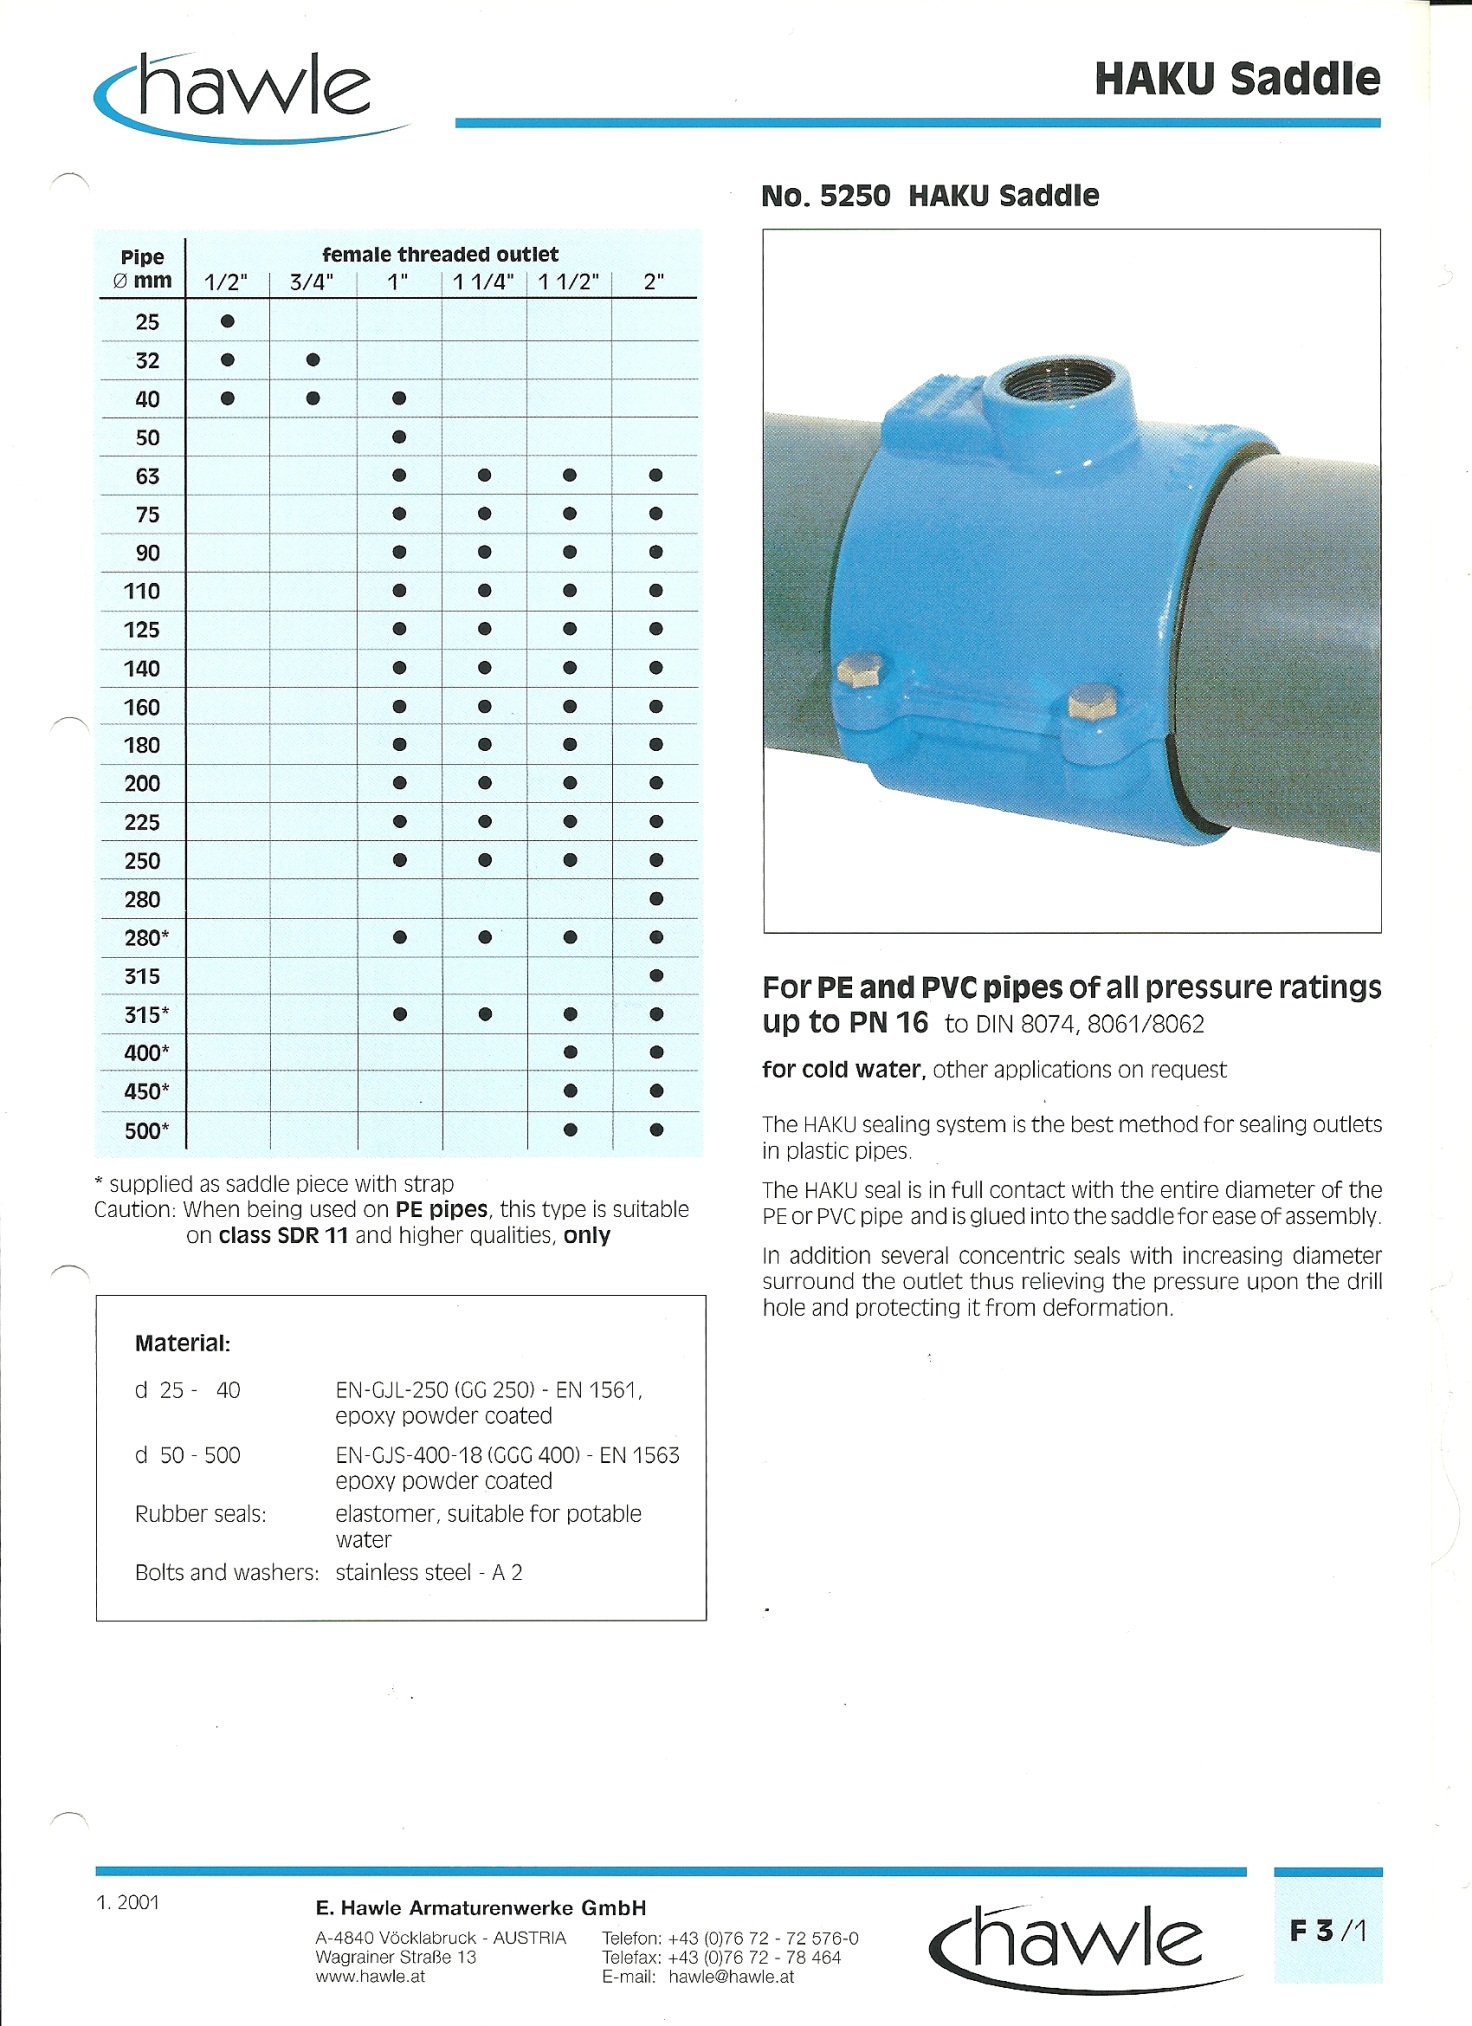 hawle
HAKU Saddle
No. 5250 HAKU Saddle
Pipe female threaded outlet
Ø mm 1/2" 3/4" 1" 1 1/4" 1 1/2" 2"
25 ●
32 ● ●
40 ● ● ●
50 ●
63 ● ● ● ●
75 ● ● ● ●
90 ● ● ● ●
110 ● ● ● ●
125 ● ● ● ●
140 ● ● ● ●
160 ● ● ● ●
180 ● ● ● ●
200 ● ● ● ●
225 ● ● ● ●
250 ● ● ● ●
280 ●
280* ● ● ● ●
315 ●
315* ● ● ● ●
400* ● ●
450* ● ●
500* ● ●
* supplied as saddle piece with strap
Caution: When being used on PE pipes, this type is suitable
on class SDR 11 and higher qualities, only
Material:
d 25 - 40 EN-GJL-250 (GG 250) - EN 1561,
epoxy powder coated
d 50 - 500 EN-GJS-400-18 (GGG 400) - EN 1563
epoxy powder coated
Rubber seals: elastomer, suitable for potable
water
Bolts and washers: stainless steel - A 2
For PE and PVC pipes of all pressure ratings
up to PN 16 to DIN 8074, 8061/8062
for cold water, other applications on request
The HAKU sealing system is the best method for sealing outlets
in plastic pipes.
The HAKU seal is in full contact with the entire diameter of the
PE or PVC pipe and is glued into the saddle for ease of assembly.
In addition several concentric seals with increasing diameter
surround the outlet thus relieving the pressure upon the drill
hole and protecting it from deformation.
1. 2001
E. Hawle Armaturenwerke GmbH
A-4840 Vöcklabruck - AUSTRIA Telefon: +43 (0)76 72 - 72 576-0
Wagrainer Straße 13 Telefax: +43 (0)76 72 - 78 464
www.hawle.at E-mail: hawle@hawle.at
hawle
F 3/1